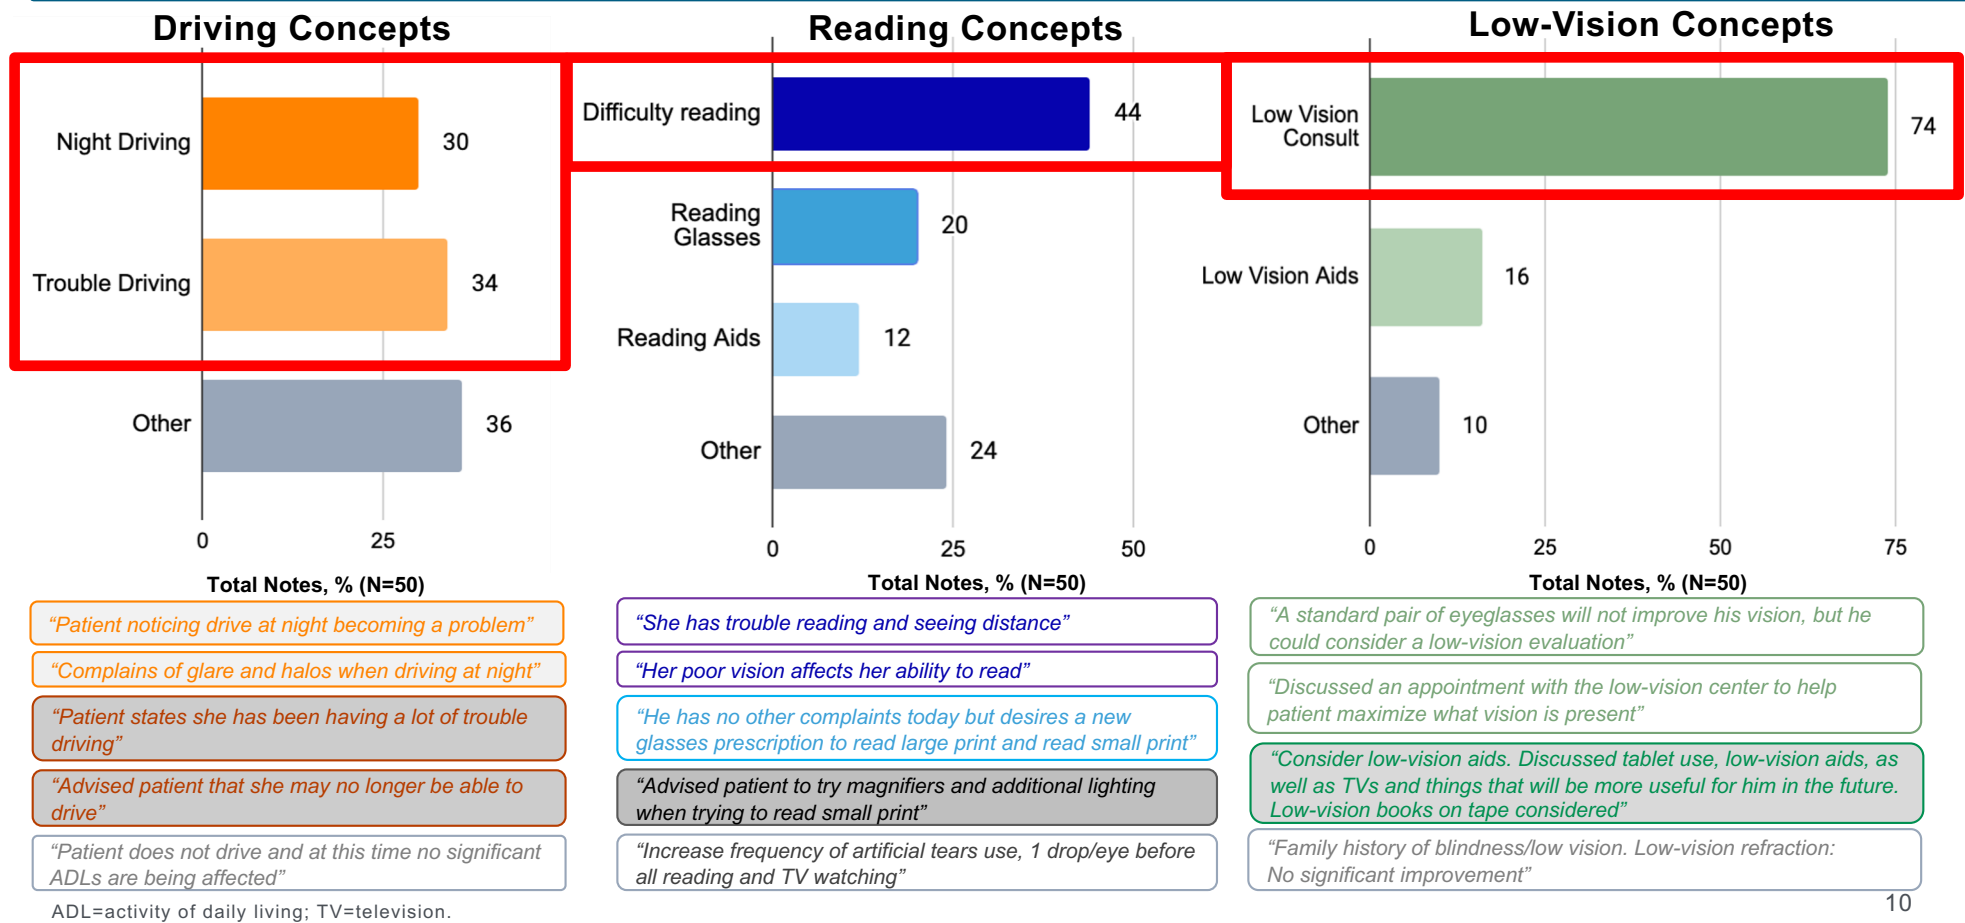 Driving Concepts
Night Driving
30
Trouble Driving
34
Other
36
0
25
Total Notes, % (N=50)
“Patient noticing drive at night becoming a problem”
“Complains of glare and halos when driving at night”
“Patient states she has been having a lot of trouble
driving”
“Advised patient that she may no longer be able to
drive”
“Patient does not drive and at this time no significant
ADLs are being affected”
Reading Concepts
Difficulty reading
44
Reading
Glasses
20
Reading Aids
12
Other
24
0
25
50
Total Notes, % (N=50)
“She has trouble reading and seeing distance”
“Her poor vision affects her ability to read”
“He has no other complaints today but desires a new
glasses prescription to read large print and read small print”
“Advised patient to try magnifiers and additional lighting
when trying to read small print”
“Increase frequency of artificial tears use, 1 drop/eye before
all reading and TV watching”
Low-Vision Concepts
Low Vision
Consult
74
Low Vision Aids
16
Other
10
0
25
50
75
Total Notes, % (N=50)
“A standard pair of eyeglasses will not improve his vision, but he
could consider a low-vision evaluation”
“Discussed an appointment with the low-vision center to help
patient maximize what vision is present”
“Consider low-vision aids. Discussed tablet use, low-vision aids, as
well as TVs and things that will be more useful for him in the future.
Low-vision books on tape considered”
“Family history of blindness/low vision. Low-vision refraction:
No significant improvement”
ADL=activity of daily living; TV=television.
10